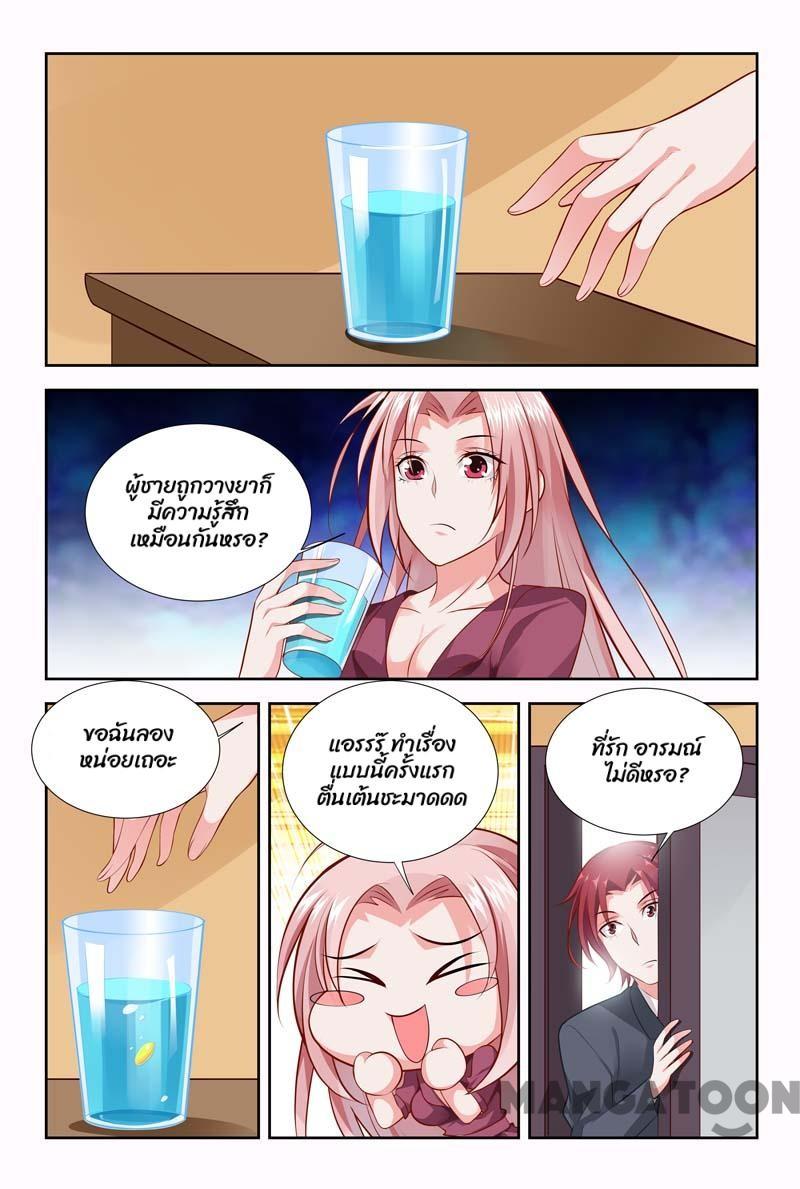 ผู้ชายถูกวางยาก็
มีความรู้สึก
เหมือนกันหรอ?
ขอฉันลอง
หน่อยเถอะ
แอรรร๊ ทำเรื่อง
แบบนี้ครั้งแรก
ตื่นเต้นชะมาดดด
ที่รัก อารมณ์
ไม่ดีหรอ?
MANGATOON